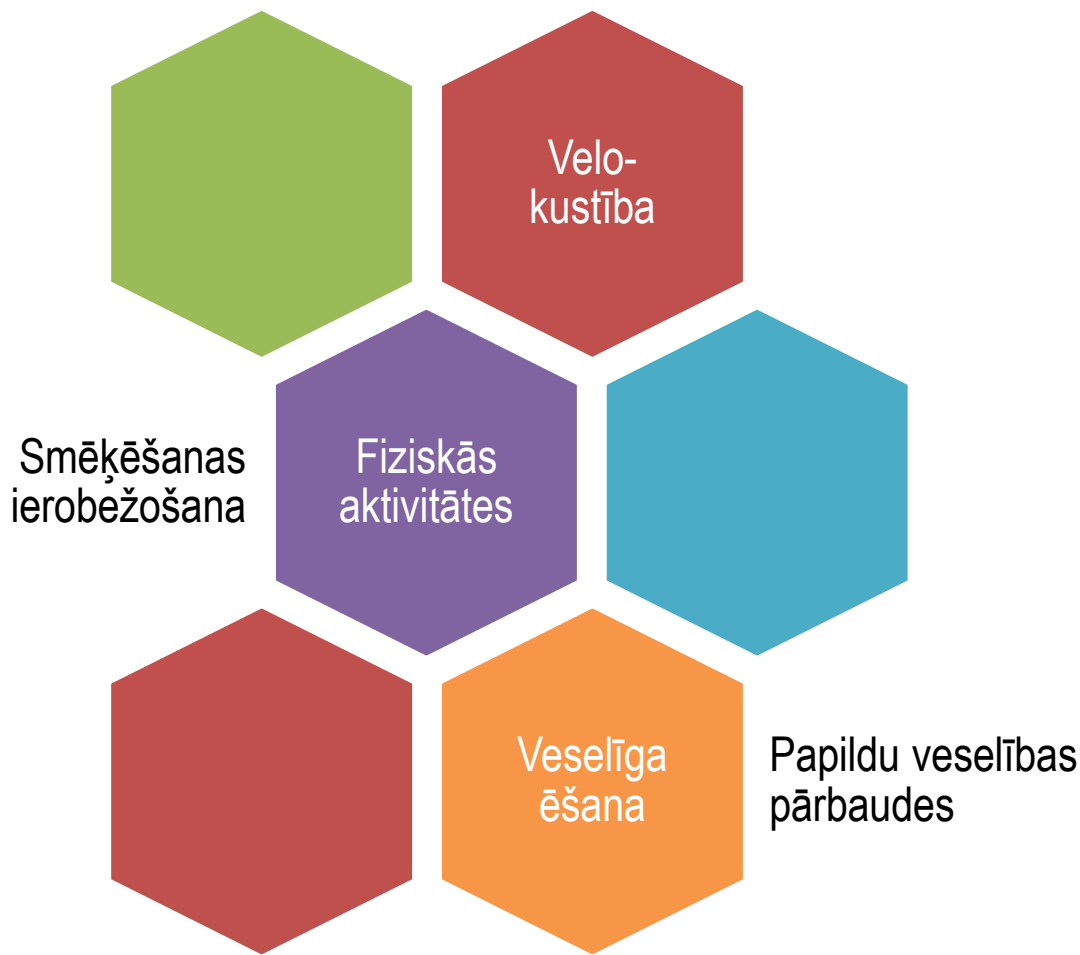 Velo-
kustība
Smēķēšanas
ierobežošana
Fiziskās
aktivitātes
Veselīga
ēšana
Papildu veselības
pārbaudes